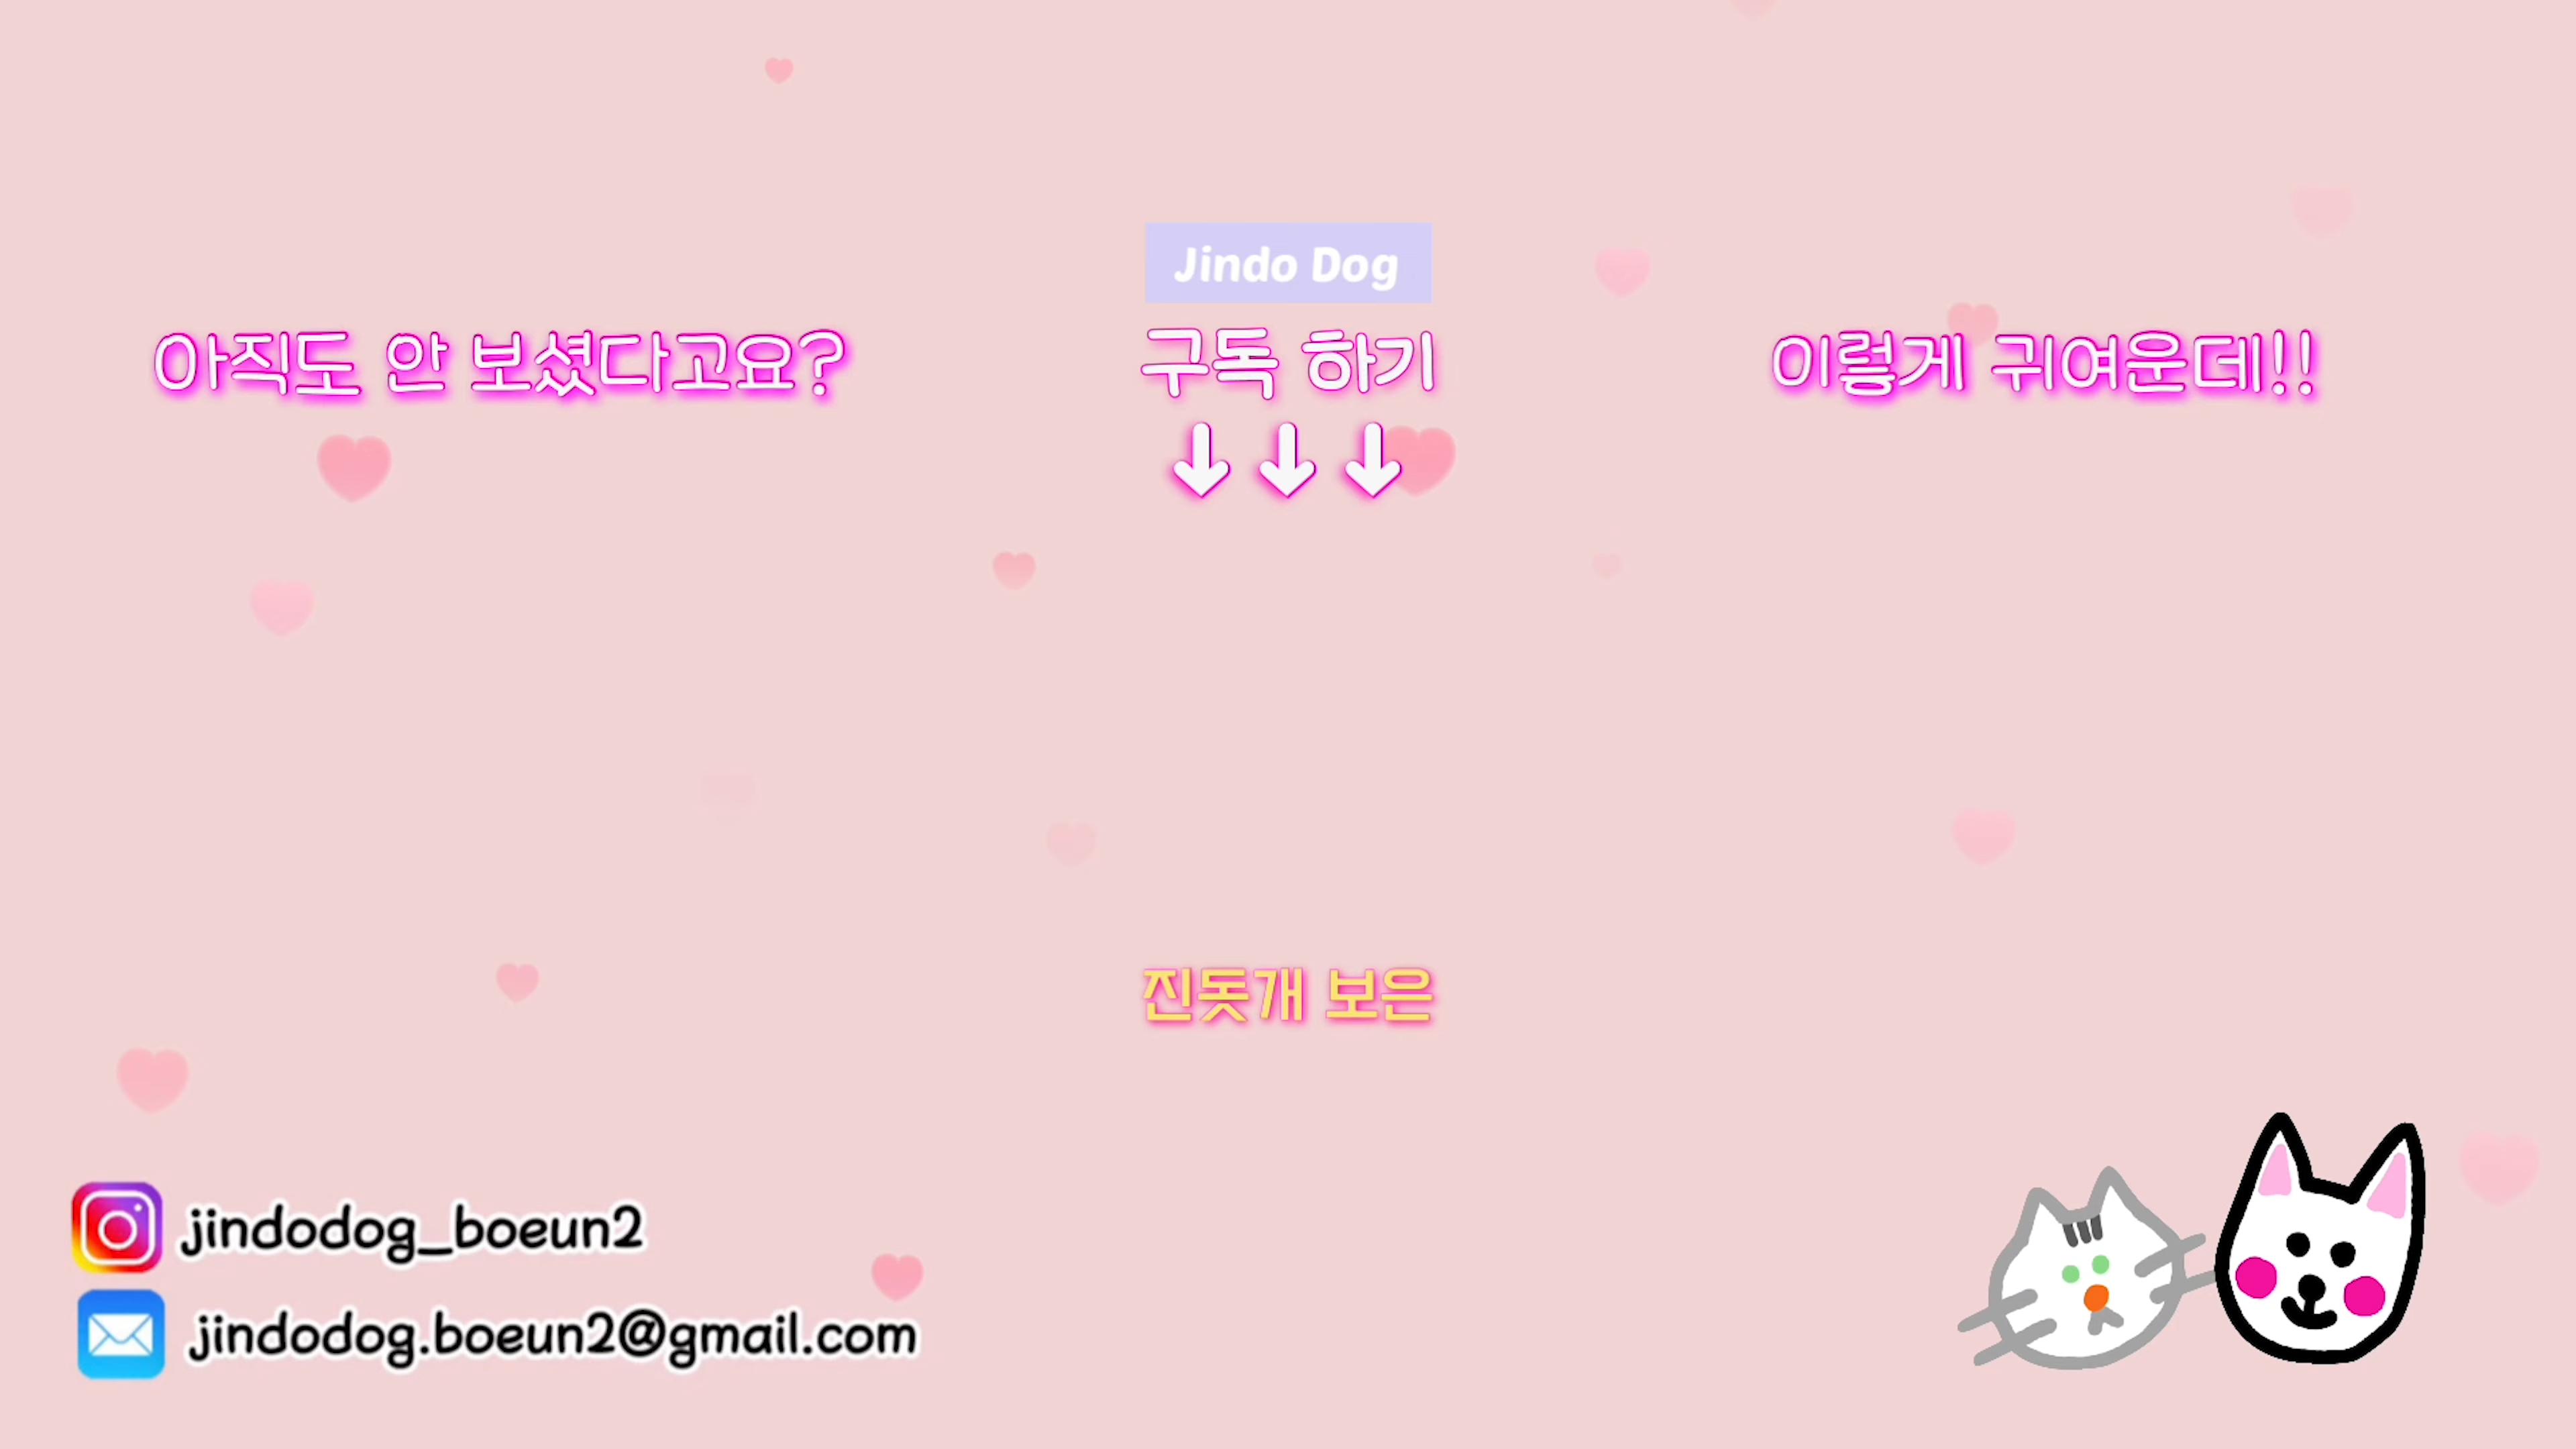 Jindo Dog
아직도 안 보셨다고요?
구독 하기
↓ ↓ ↓
이렇게 귀여운데!!
진돗개 보은
jindodog_boeun2
jindodog.boeun2@gmail.com